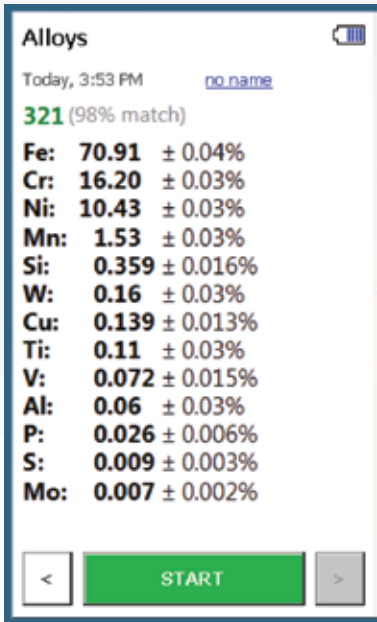 Alloys
Today, 3:53 PM no name
321 (98% match)
Fe: 70.91 ± 0.04%
Cr: 16.20 ± 0.03%
Ni: 10.43 ± 0.03%
Mn: 1.53 ± 0.03%
Si: 0.359 ± 0.016%
W: 0.16 ± 0.03%
Cu: 0.139 ± 0.013%
Ti: 0.11 ± 0.03%
V: 0.072 ± 0.015%
Al: 0.06 ± 0.03%
P: 0.026 ± 0.006%
S: 0.009 ± 0.003%
Mo: 0.007 ± 0.002%
< START >